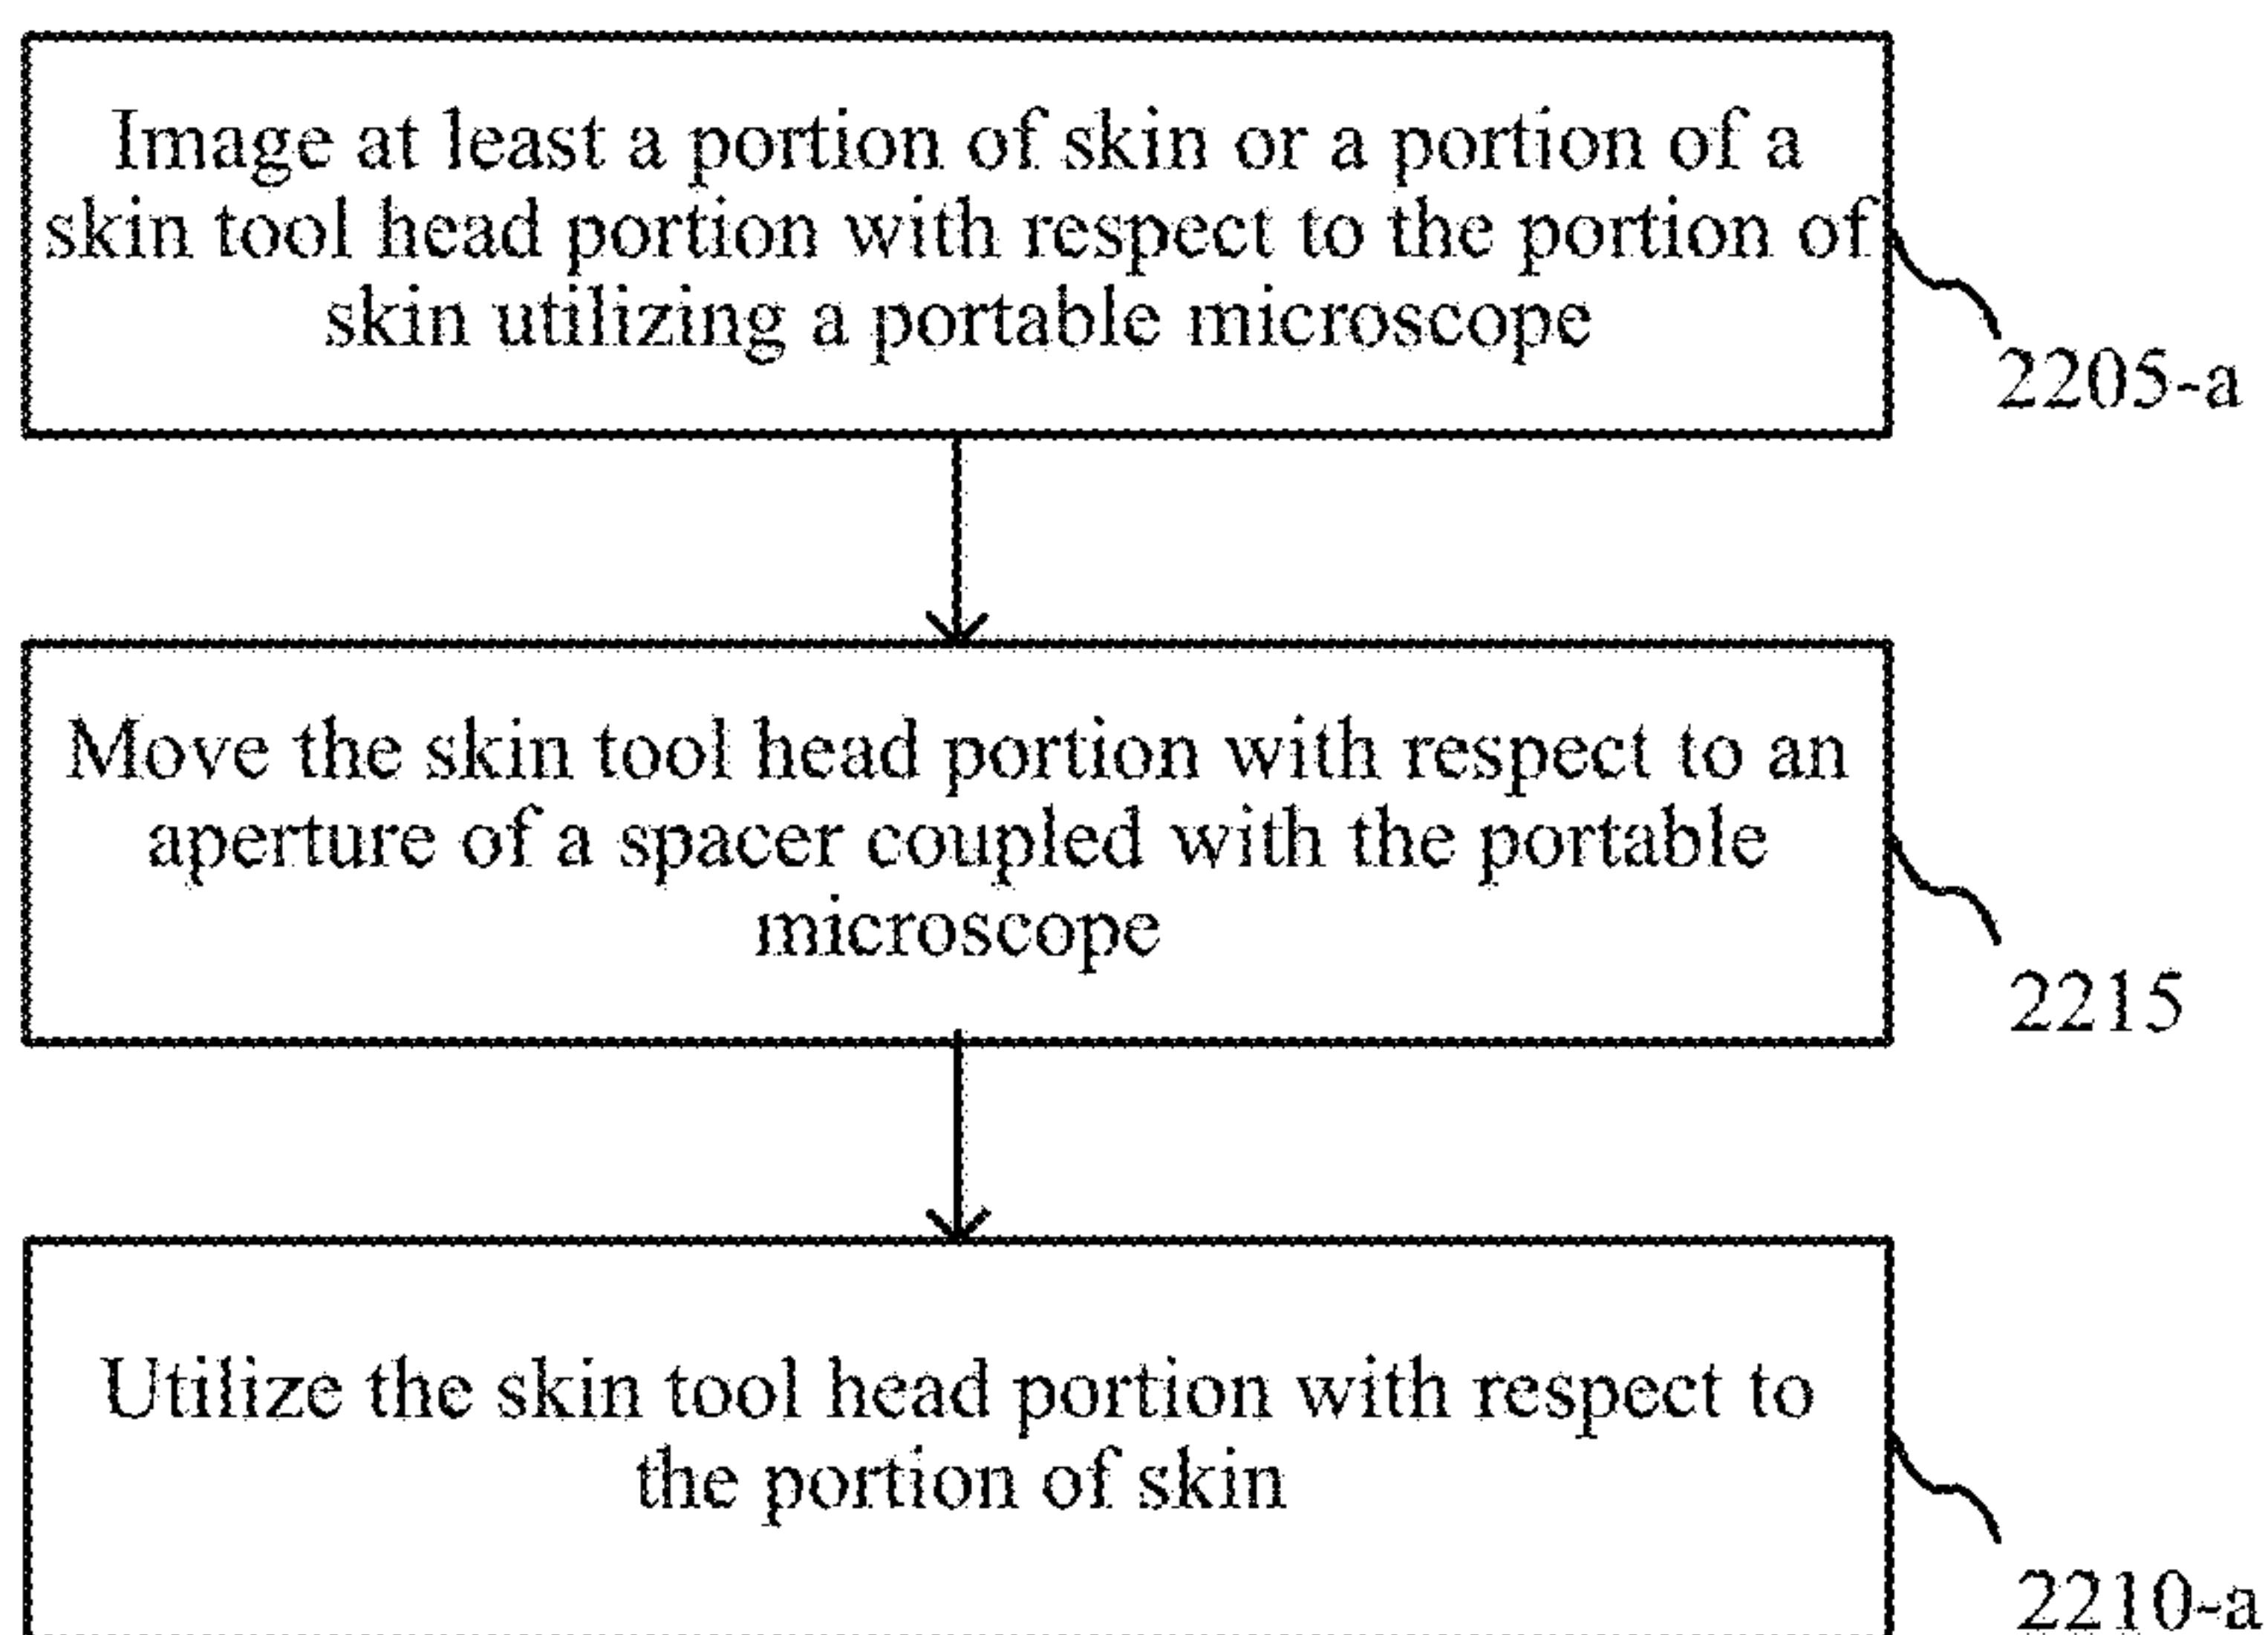 Image at least a portion of skin or a portion of a
skin tool head portion with respect to the portion of
skin utilizing a portable microscope
2205-a
Move the skin tool head portion with respect to an
aperture of a spacer coupled with the portable
microscope
2215
Utilize the skin tool head portion with respect to
the portion of skin
2210-a